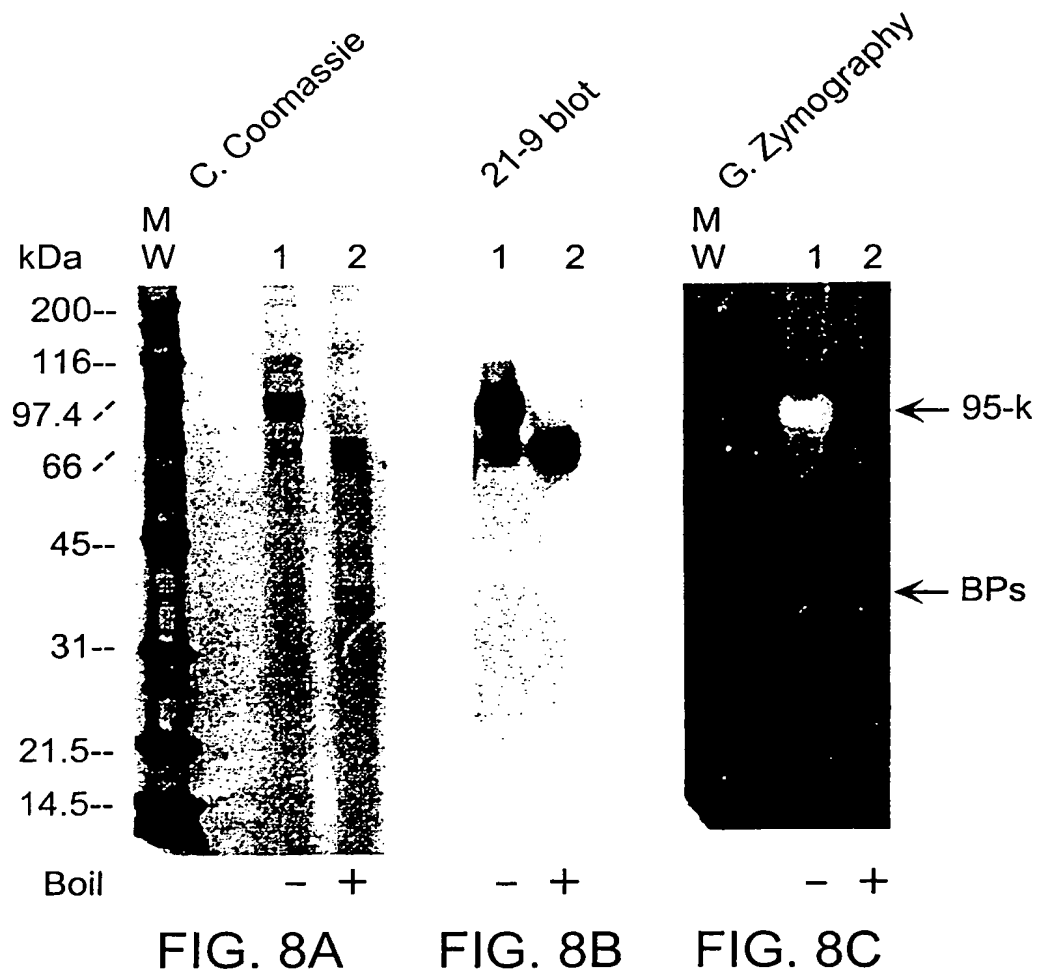 C. Coomassie
21-9 blot
G. Zymography
M
M
kDa W 1 2 1 2 W 1 2
200--
116--
97.4 ⁄
66 ⁄
45--
31--
21.5--
14.5--
← 95-k
← BPs
Boil – + – + – +
FIG. 8A FIG. 8B FIG. 8C